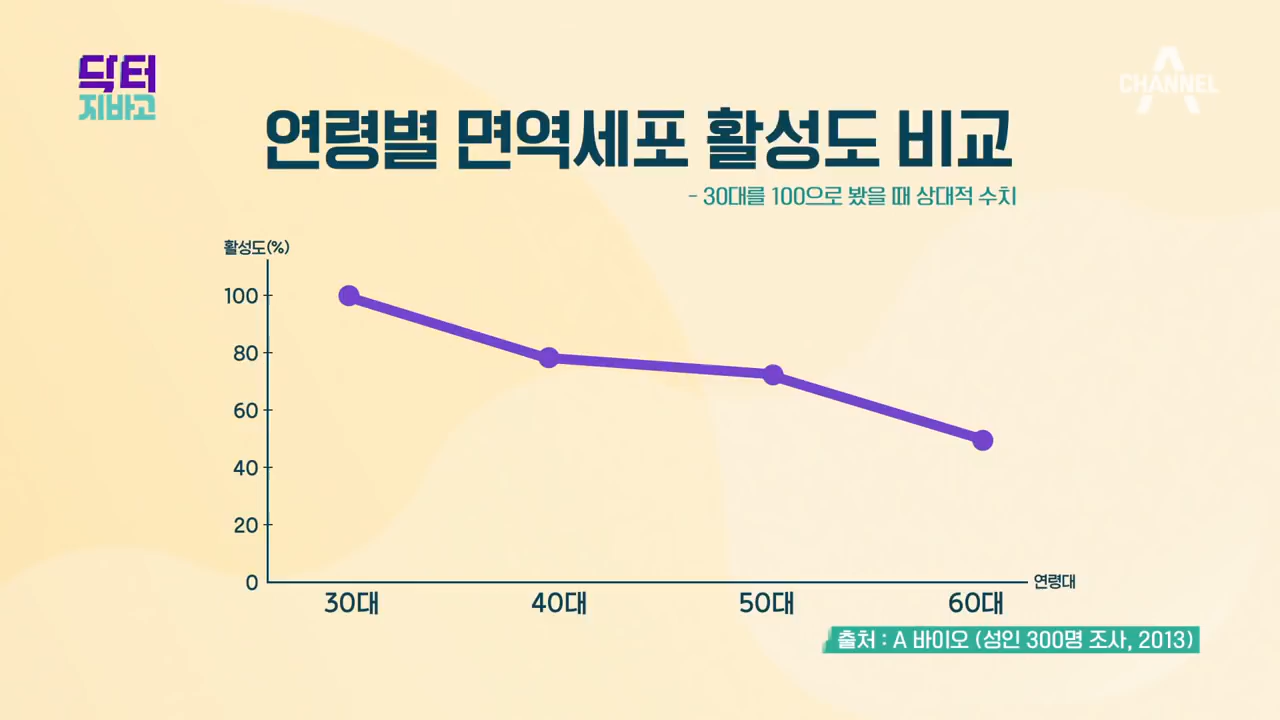 닥터
지바고
CHANNEL A
연령별 면역세포 활성도 비교
- 30대를 100으로 봤을 때 상대적 수치
활성도(%)
100
80
60
40
20
0
30대 40대 50대 60대
연령대
출처 : A 바이오 (성인 300명 조사, 2013)